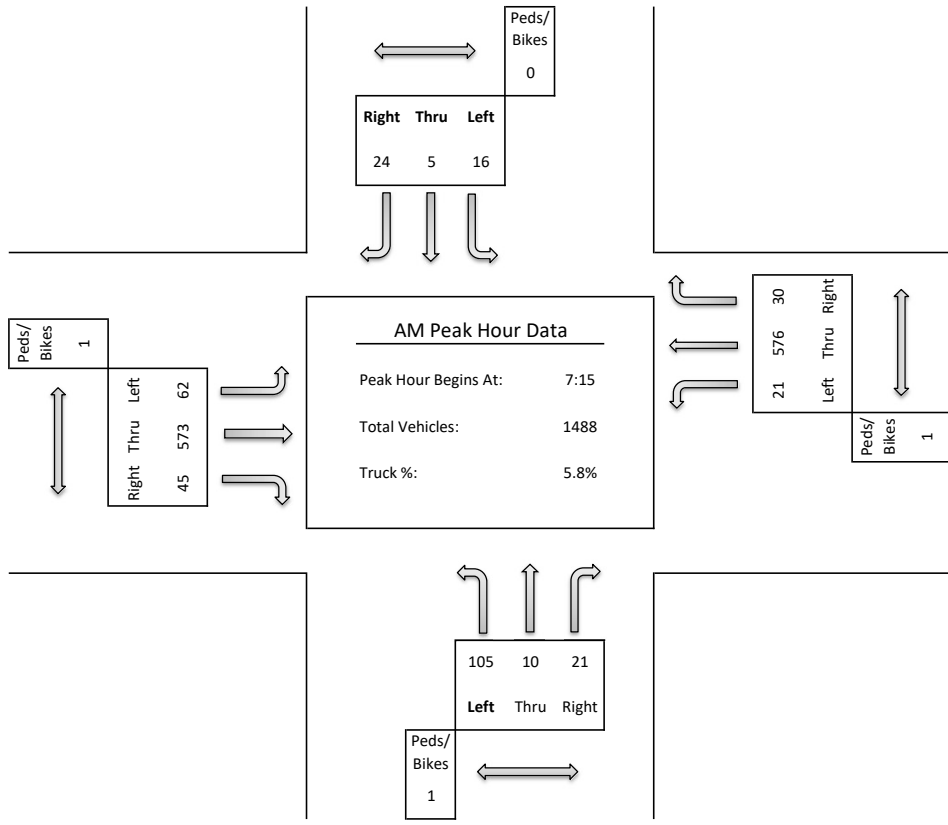 Peds/
Bikes
0
Right Thru Left
24 5 16
Peds/
Bikes
1
Left 62
Thru 573
Right 45
AM Peak Hour Data
Peak Hour Begins At: 7:15
Total Vehicles: 1488
Truck %: 5.8%
30 Right
576 Thru
21 Left
Peds/
Bikes
1
105 10 21
Left Thru Right
Peds/
Bikes
1